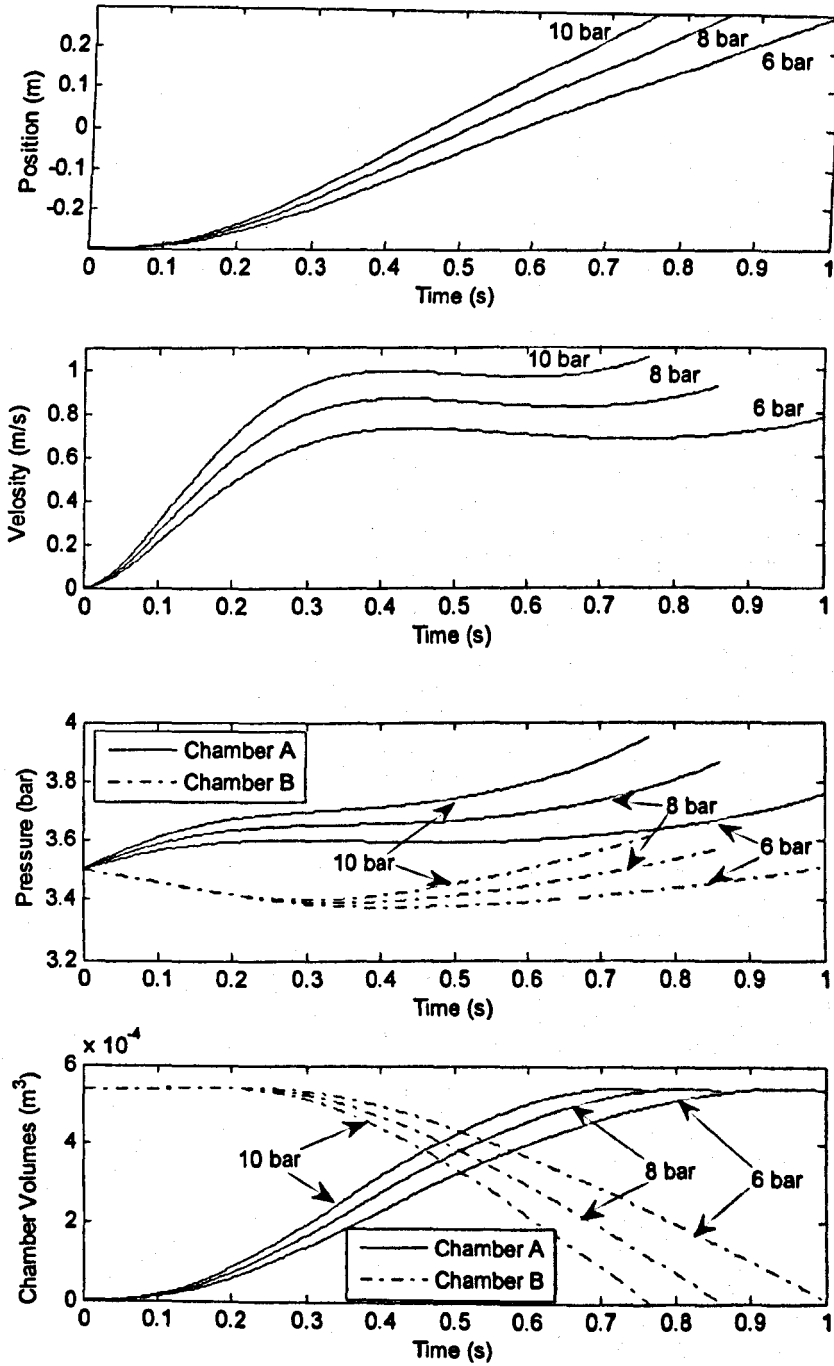 0.2
0.1
0
-0.1
-0.2
Position (m)
10 bar
8 bar
6 bar
0 0.1 0.2 0.3 0.4 0.5 0.6 0.7 0.8 0.9 1
Time (s)
1
0.8
0.6
0.4
0.2
0
Velosity (m/s)
10 bar
8 bar
6 bar
0 0.1 0.2 0.3 0.4 0.5 0.6 0.7 0.8 0.9 1
Time (s)
4
3.8
3.6
3.4
3.2
Pressure (bar)
Chamber A
Chamber B
10 bar
8 bar
6 bar
0 0.1 0.2 0.3 0.4 0.5 0.6 0.7 0.8 0.9 1
Time (s)
× 10⁻⁴
6
4
2
0
Chamber Volumes (m³)
10 bar
8 bar
6 bar
Chamber A
Chamber B
0 0.1 0.2 0.3 0.4 0.5 0.6 0.7 0.8 0.9 1
Time (s)